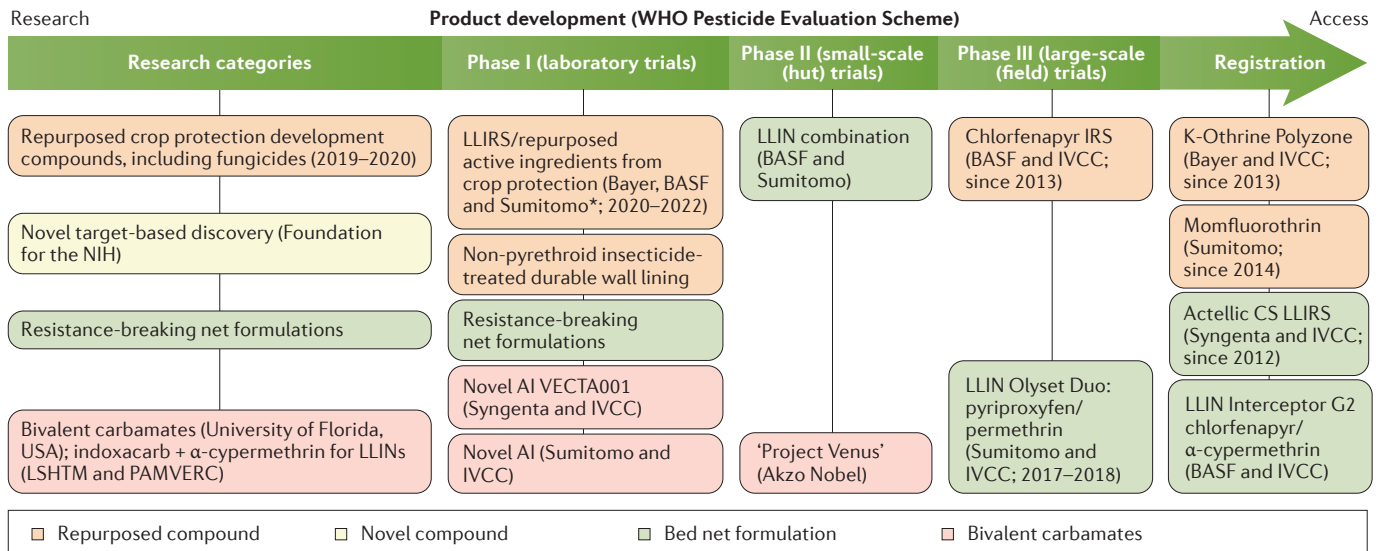 Research
Product development (WHO Pesticide Evaluation Scheme)
Access
Research categories
Phase I (laboratory trials)
Phase II (small-scale
(hut) trials)
Phase III (large-scale
(field) trials)
Registration
Repurposed crop protection development
compounds, including fungicides (2019–2020)
Novel target-based discovery (Foundation
for the NIH)
Resistance-breaking net formulations
Bivalent carbamates (University of Florida,
USA); indoxacarb + α-cypermethrin for LLINs
(LSHTM and PAMVERC)
LLIRS/repurposed
active ingredients from
crop protection (Bayer, BASF
and Sumitomo*; 2020–2022)
Non-pyrethroid insecticide-
treated durable wall lining
Resistance-breaking
net formulations
Novel AI VECTA001
(Syngenta and IVCC)
Novel AI (Sumitomo and
IVCC)
LLIN combination
(BASF and
Sumitomo)
'Project Venus'
(Akzo Nobel)
Chlorfenapyr IRS
(BASF and IVCC;
since 2013)
LLIN Olyset Duo:
pyriproxyfen/
permethrin
(Sumitomo and
IVCC; 2017–2018)
K-Othrine Polyzone
(Bayer and IVCC;
since 2013)
Momfluorothrin
(Sumitomo;
since 2014)
Actellic CS LLIRS
(Syngenta and IVCC;
since 2012)
LLIN Interceptor G2
chlorfenapyr/
α-cypermethrin
(BASF and IVCC)
Repurposed compound
Novel compound
Bed net formulation
Bivalent carbamates